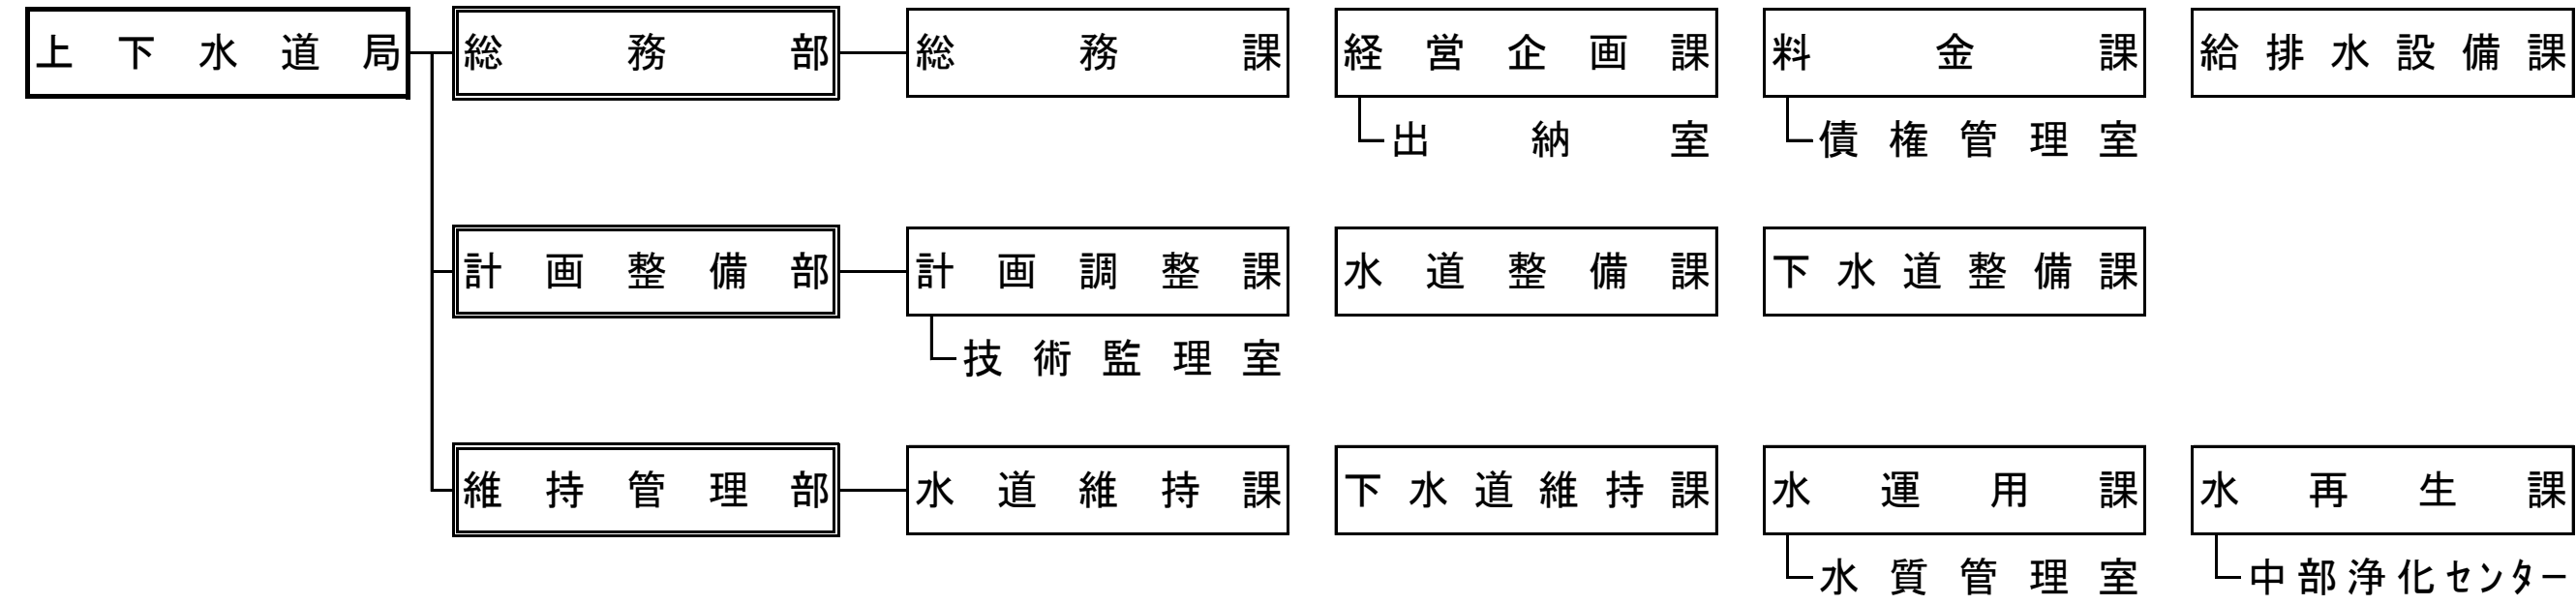 上下水道局 総務部 総務課 経営企画課 料金課 給排水設備課
出納室 債権管理室
計画整備部 計画調整課 水道整備課 下水道整備課
技術監理室
維持管理部 水道維持課 下水道維持課 水運用課 水再生課
水質管理室 中部浄化センター